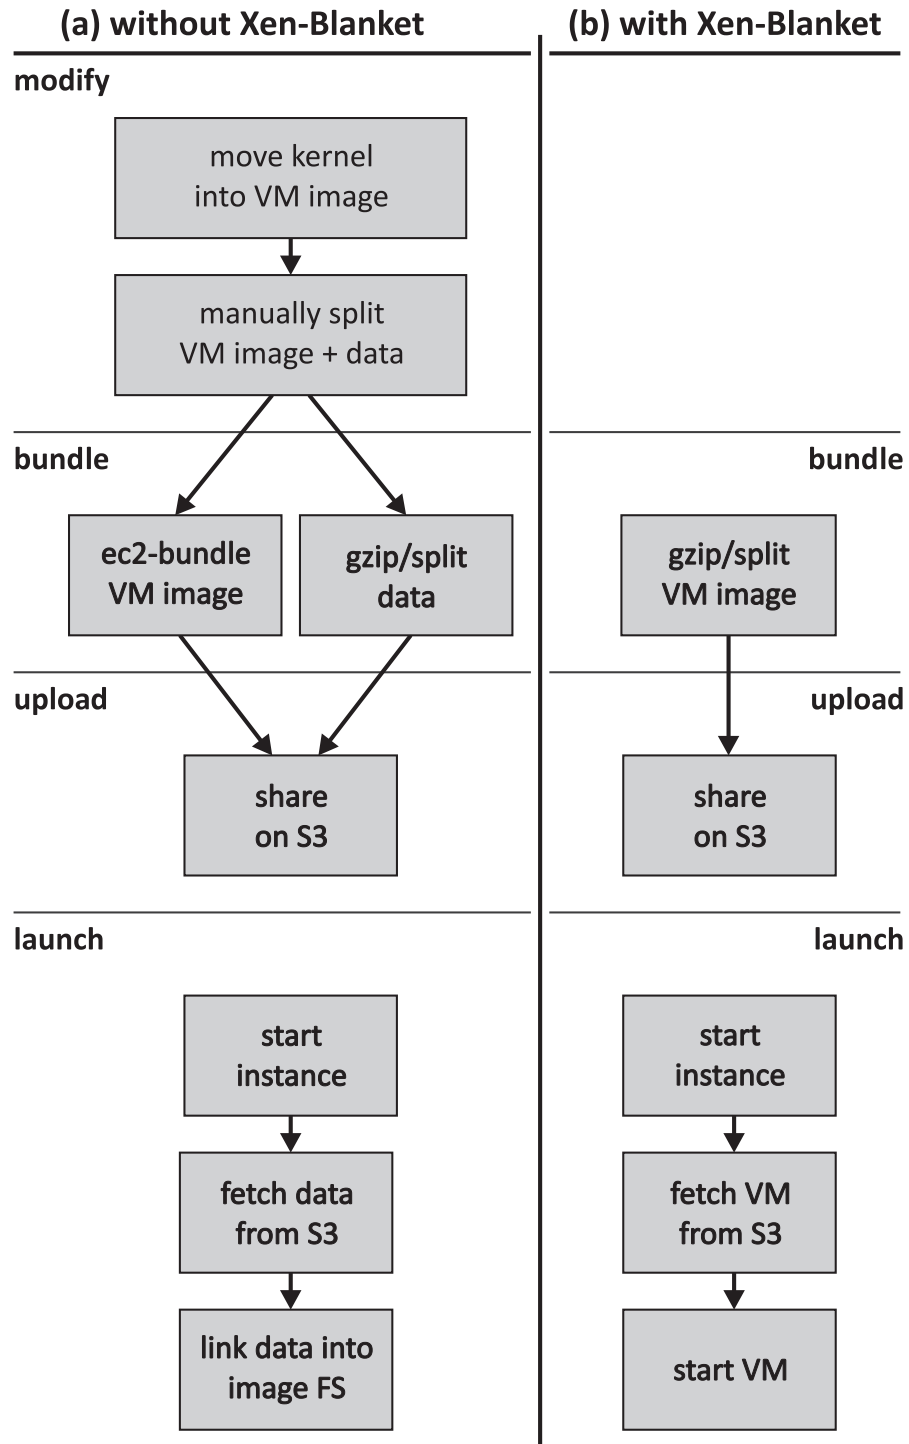 (a) without Xen-Blanket
modify
move kernel
into VM image
manually split
VM image + data
bundle
ec2-bundle
VM image
gzip/split
data
upload
share
on S3
launch
start
instance
fetch data
from S3
link data into
image FS
(b) with Xen-Blanket
bundle
gzip/split
VM image
upload
share
on S3
launch
start
instance
fetch VM
from S3
start VM